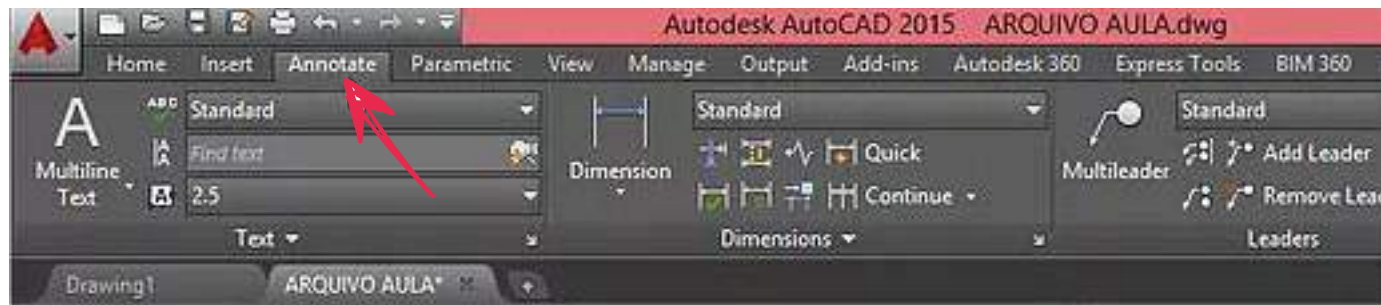 Autodesk AutoCAD 2015 ARQUIVO AULA.dwg
Home Insert Annotate Parametric View Manage Output Add-ins Autodesk 360 Express Tools BIM 360
A ABC Standard Standard Standard
A A Find text Quick Add Leader
Multiline Text Dimension Multileader
A 2.5 Continue Remove Lea
Text Dimensions Leaders
Drawing1 ARQUIVO AULA*